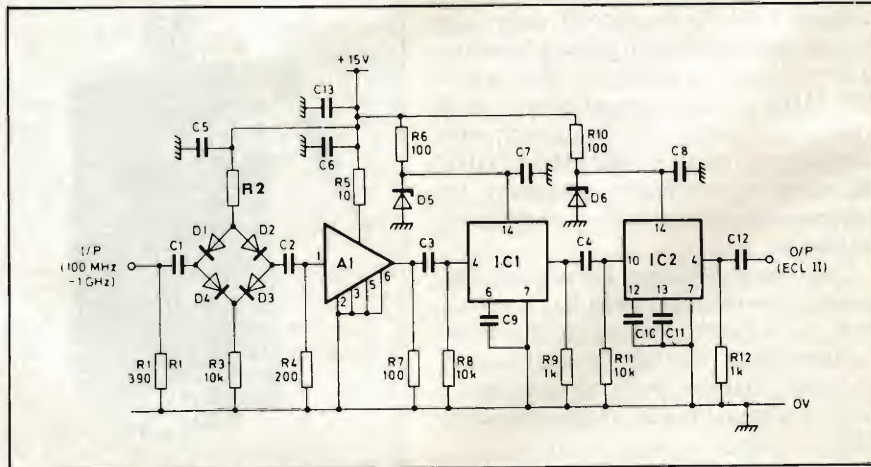 +15V
C13
C5
C6
R6
100
R10
100
C7
C8
R2
R5
10
D5
D6
14
14
I/P
(100 MHz
-1GHz)
C1
D1
D2
D4
D3
C2
1
A1
2
3
5
6
C3
4
IC1
6
7
C9
C4
10
IC2
4
12
13
7
C10
C11
C12
O/P
(ECL II)
R1
390
R1
R3
10k
R4
200
R7
100
R8
10k
R9
1k
R11
10k
R12
1k
0V